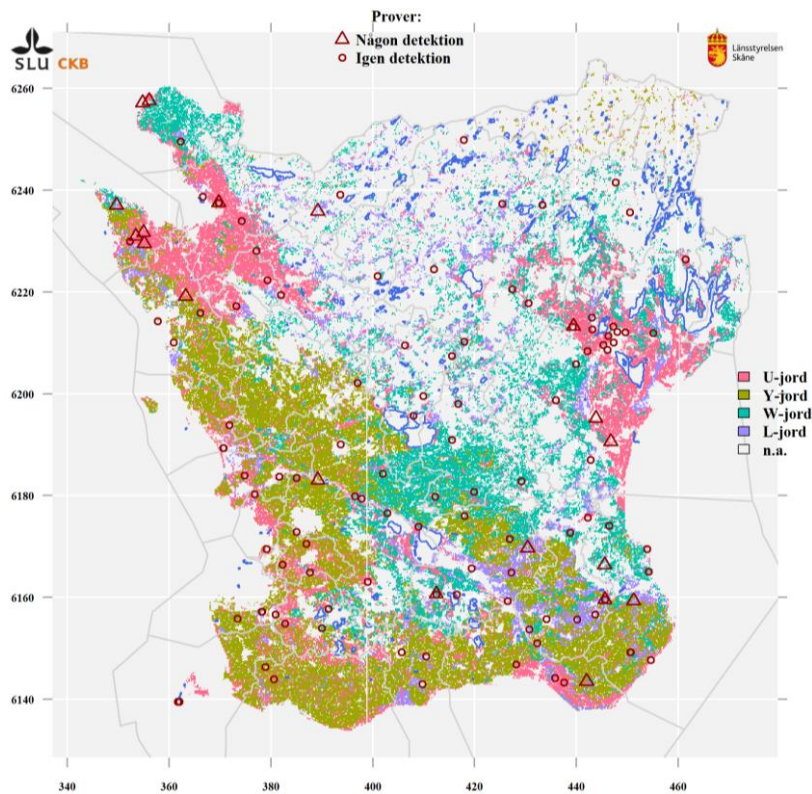 Prover:
Någon detektion
Igen detektion
SLU CKB
Länsstyrelsen
Skåne
6260
6240
6220
6200
6180
6160
6140
U-jord
Y-jord
W-jord
L-jord
n.a.
340
360
380
400
420
440
460